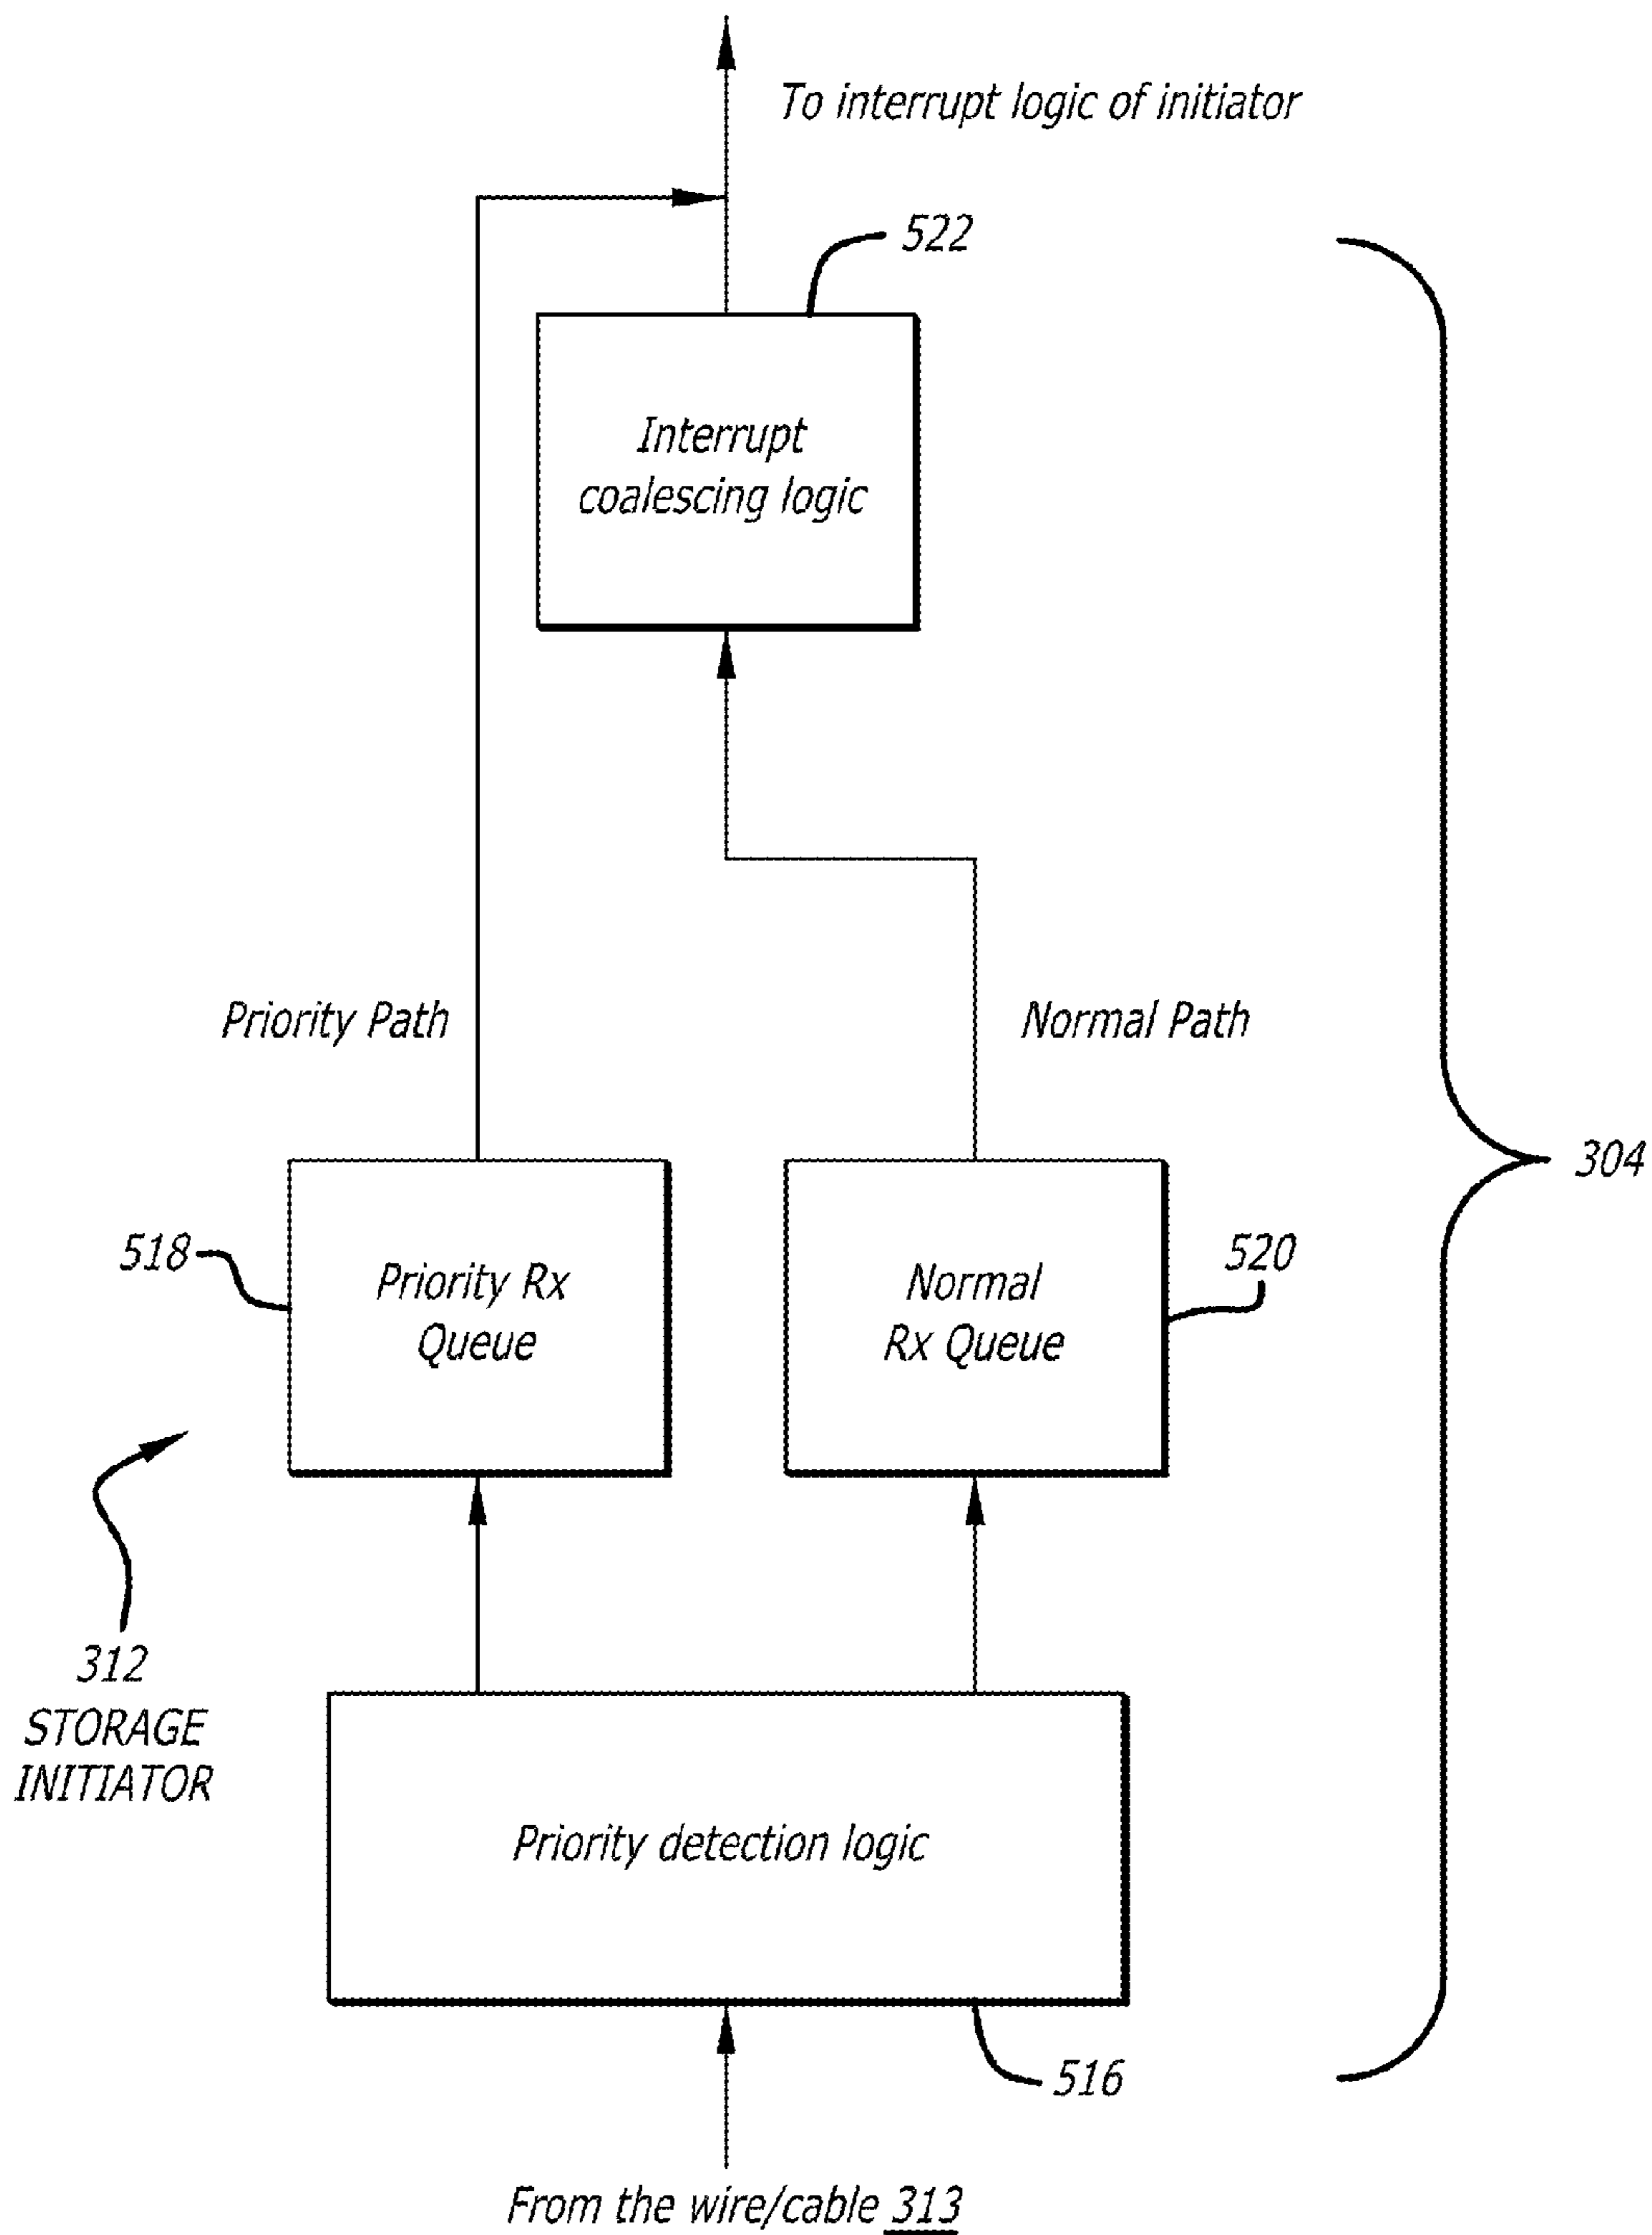 To interrupt logic of initiator
522
Interrupt
coalescing logic
Priority Path
Normal Path
304
518
Priority Rx
Queue
520
Normal
Rx Queue
312
STORAGE
INITIATOR
Priority detection logic
516
From the wire/cable 313